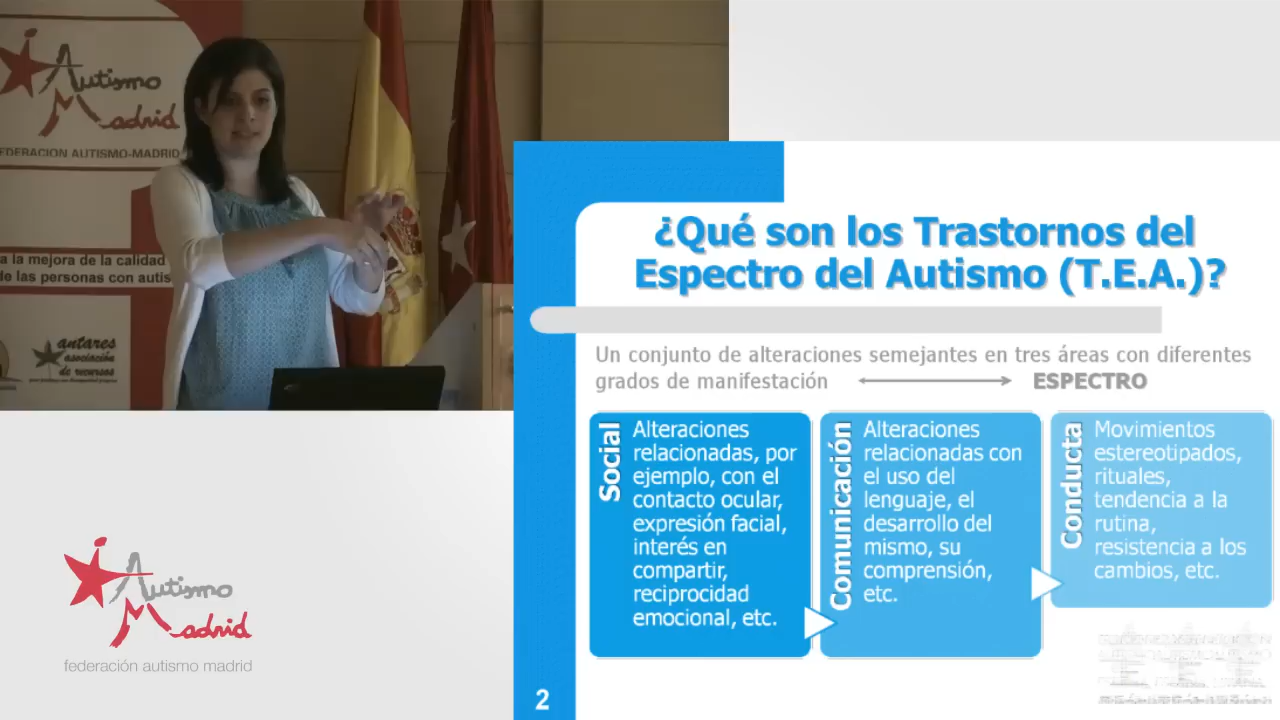 Autismo
Madrid
FEDERACION AUTISMO-MADRID
a la mejora de la calidad
de las personas con autis
antares
asociación
de recursos
¿Qué son los Trastornos del
Espectro del Autismo (T.E.A.)?
Un conjunto de alteraciones semejantes en tres áreas con diferentes
grados de manifestación ESPECTRO
Social
Alteraciones
relacionadas, por
ejemplo, con el
contacto ocular,
expresión facial,
interés en
compartir,
reciprocidad
emocional, etc.
Comunicación
Alteraciones
relacionadas con
el uso del
lenguaje, el
desarrollo del
mismo, su
comprensión,
etc.
Conducta
Movimientos
estereotipados,
rituales,
tendencia a la
rutina,
resistencia a los
cambios, etc.
2
Autismo
Madrid
federación autismo madrid